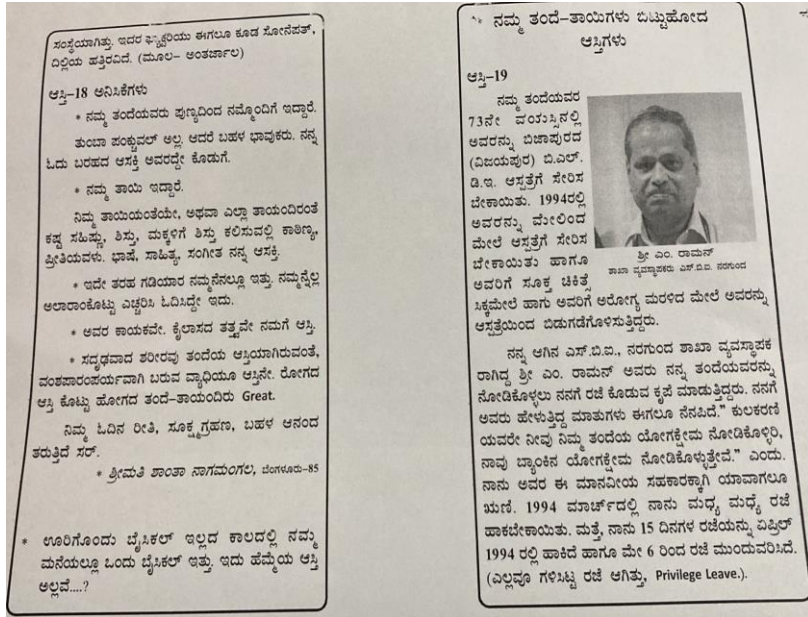 ಸಂಸ್ಥೆಯಾಗಿತ್ತು. ಇದರ ಫ್ಯಾಕ್ಟರಿಯು ಈಗಲೂ ಕೂಡ ಸೋನೆಪತ್,
ದಿಲ್ಲಿಯ ಹತ್ತಿರವಿದೆ. (ಮೂಲ– ಅಂತರ್ಜಾಲ)
ಆಸ್ತಿ–18 ಅನಿಸಿಕೆಗಳು
* ನಮ್ಮ ತಂದೆಯವರು ಪುಣ್ಯದಿಂದ ನಮ್ಮೊಂದಿಗೆ ಇದ್ದಾರೆ.
ತುಂಬಾ ಪಂಕ್ಚುವಲ್ ಅಲ್ಲ. ಆದರೆ ಬಹಳ ಭಾವುಕರು. ನನ್ನ
ಓದು ಬರಹದ ಆಸಕ್ತಿ ಅವರದ್ದೇ ಕೊಡುಗೆ.
* ನಮ್ಮ ತಾಯಿ ಇದ್ದಾರೆ.
ನಿಮ್ಮ ತಾಯಿಯಂತೆಯೇ, ಅಥವಾ ಎಲ್ಲಾ ತಾಯಂದಿರಂತೆ
ಕಷ್ಟ ಸಹಿಷ್ಣು, ಶಿಸ್ತು, ಮಕ್ಕಳಿಗೆ ಶಿಸ್ತು ಕಲಿಸುವಲ್ಲಿ ಕಾಠಿಣ್ಯ,
ಪ್ರೀತಿಯವಳು. ಭಾಷೆ, ಸಾಹಿತ್ಯ, ಸಂಗೀತ ನನ್ನ ಆಸಕ್ತಿ.
* ಇದೇ ತರಹ ಗಡಿಯಾರ ನಮ್ಮನೆನಲ್ಲೂ ಇತ್ತು. ನಮ್ಮನ್ನೆಲ್ಲ
ಅಲಾರಾಂಕೊಟ್ಟು ಎಚ್ಚರಿಸಿ ಓದಿಸಿದ್ದೇ ಇದು.
* ಅವರ ಕಾಯಕವೇ. ಕೈಲಾಸದ ತತ್ತ್ವವೇ ನಮಗೆ ಆಸ್ತಿ.
* ಸದೃಢವಾದ ಶರೀರವು ತಂದೆಯ ಆಸ್ತಿಯಾಗಿರುವಂತೆ,
ವಂಶಪಾರಂಪರ್ಯವಾಗಿ ಬರುವ ವ್ಯಾಧಿಯೂ ಆಸ್ತಿನೇ. ರೋಗದ
ಆಸ್ತಿ ಕೊಟ್ಟು ಹೋಗದ ತಂದೆ–ತಾಯಂದಿರು Great.
ನಿಮ್ಮ ಓದಿನ ರೀತಿ, ಸೂಕ್ಷ್ಮಗ್ರಹಣ, ಬಹಳ ಆನಂದ
ತರುತ್ತಿದೆ ಸರ್.
* ಶ್ರೀಮತಿ ಶಾಂತಾ ನಾಗಮಂಗಲ, ಬೆಂಗಳೂರು–85
* ಊರಿಗೊಂದು ಬೈಸಿಕಲ್ ಇಲ್ಲದ ಕಾಲದಲ್ಲಿ ನಮ್ಮ
ಮನೆಯಲ್ಲೂ ಒಂದು ಬೈಸಿಕಲ್ ಇತ್ತು. ಇದು ಹೆಮ್ಮೆಯ ಆಸ್ತಿ
ಅಲ್ಲವೆ....?
* ನಮ್ಮ ತಂದೆ–ತಾಯಿಗಳು ಬಿಟ್ಟುಹೋದ
ಆಸ್ತಿಗಳು
ಆಸ್ತಿ–19
ನಮ್ಮ ತಂದೆಯವರ
73ನೇ ವಯಸ್ಸಿನಲ್ಲಿ
ಅವರನ್ನು ಬಿಜಾಪುರದ
(ವಿಜಯಪುರ) ಬಿ.ಎಲ್.
ಡಿ.ಇ. ಆಸ್ಪತ್ರೆಗೆ ಸೇರಿಸ
ಬೇಕಾಯಿತು. 1994ರಲ್ಲಿ
ಅವರನ್ನು ಮೇಲಿಂದ
ಮೇಲೆ ಆಸ್ಪತ್ರೆಗೆ ಸೇರಿಸ
ಬೇಕಾಯಿತು ಹಾಗೂ
ಅವರಿಗೆ ಸೂಕ್ತ ಚಿಕಿತ್ಸೆ
ಶ್ರೀ ಎಂ. ರಾಮನ್
ಶಾಖಾ ವ್ಯವಸ್ಥಾಪಕರು ಎಸ್.ಬಿ.ಐ. ನರಗುಂದ
ಸಿಕ್ಕಮೇಲೆ ಹಾಗು ಅವರಿಗೆ ಆರೋಗ್ಯ ಮರಳಿದ ಮೇಲೆ ಅವರನ್ನು
ಆಸ್ಪತ್ರೆಯಿಂದ ಬಿಡುಗಡೆಗೊಳಿಸುತ್ತಿದ್ದರು.
ನನ್ನ ಆಗಿನ ಎಸ್.ಬಿ.ಐ., ನರಗುಂದ ಶಾಖಾ ವ್ಯವಸ್ಥಾಪಕ
ರಾಗಿದ್ದ ಶ್ರೀ ಎಂ. ರಾಮನ್ ಅವರು ನನ್ನ ತಂದೆಯವರನ್ನು
ನೋಡಿಕೊಳ್ಳಲು ನನಗೆ ರಜೆ ಕೊಡುವ ಕೃಪೆ ಮಾಡುತ್ತಿದ್ದರು. ನನಗೆ
ಅವರು ಹೇಳುತ್ತಿದ್ದ ಮಾತುಗಳು ಈಗಲೂ ನೆನಪಿದೆ.” ಕುಲಕರಣಿ
ಯವರೇ ನೀವು ನಿಮ್ಮ ತಂದೆಯ ಯೋಗಕ್ಷೇಮ ನೋಡಿಕೊಳ್ಳಿರಿ,
ನಾವು ಬ್ಯಾಂಕಿನ ಯೋಗಕ್ಷೇಮ ನೋಡಿಕೊಳ್ಳುತ್ತೇವೆ.” ಎಂದು.
ನಾನು ಅವರ ಈ ಮಾನವೀಯ ಸಹಕಾರಕ್ಕಾಗಿ ಯಾವಾಗಲೂ
ಋಣಿ. 1994 ಮಾರ್ಚ್‌ದಲ್ಲಿ ನಾನು ಮಧ್ಯ ಮಧ್ಯೆ ರಜೆ
ಹಾಕಬೇಕಾಯಿತು. ಮತ್ತೆ, ನಾನು 15 ದಿನಗಳ ರಜೆಯನ್ನು ಏಪ್ರಿಲ್
1994 ರಲ್ಲಿ ಹಾಕಿದೆ ಹಾಗೂ ಮೇ 6 ರಿಂದ ರಜೆ ಮುಂದುವರಿಸಿದೆ.
(ಎಲ್ಲವೂ ಗಳಿಸಿಟ್ಟ ರಜೆ ಆಗಿತ್ತು, Privilege Leave.).